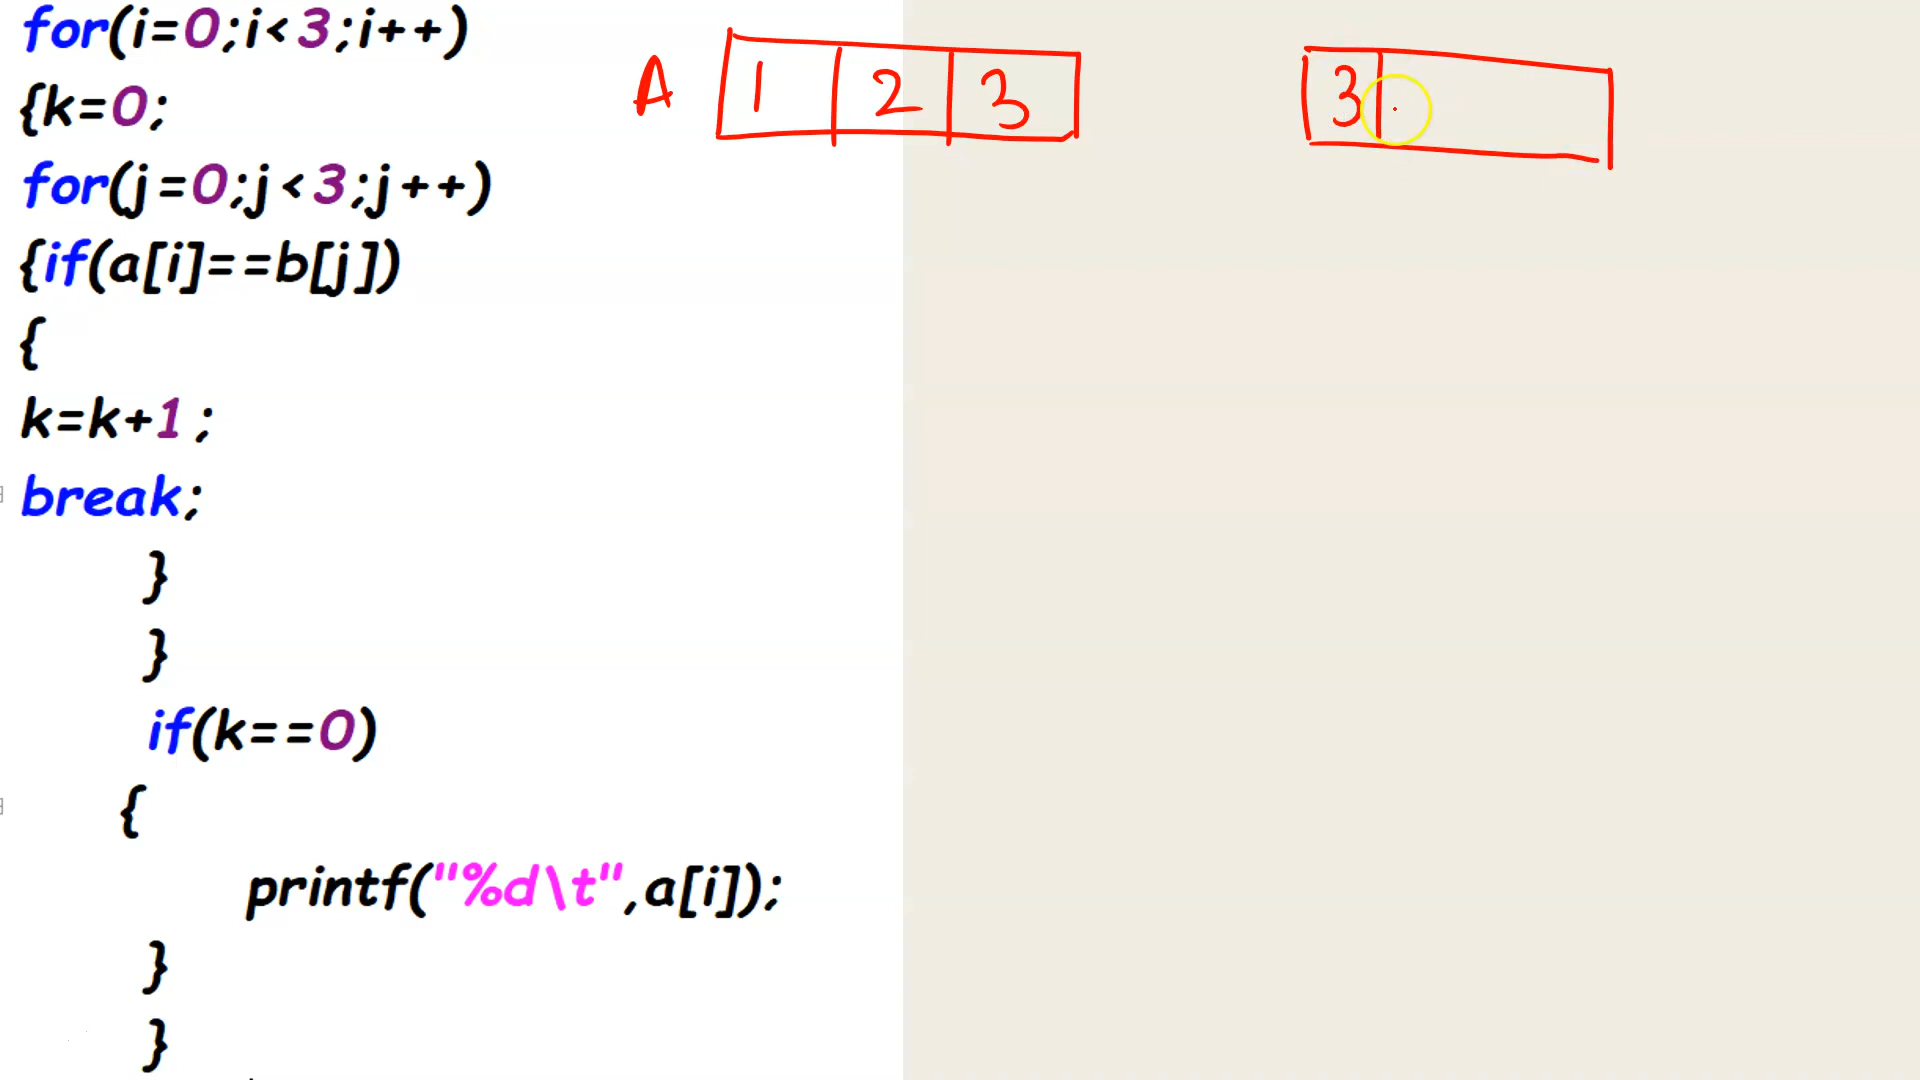 for(i=0;i<3;i++)
{k=0;
for(j=0;j<3;j++)
{if(a[i]==b[j])
{
k=k+1;
break;
}
}
if(k==0)
{
printf("%d\t",a[i]);
}
}
A 1 2 3
3